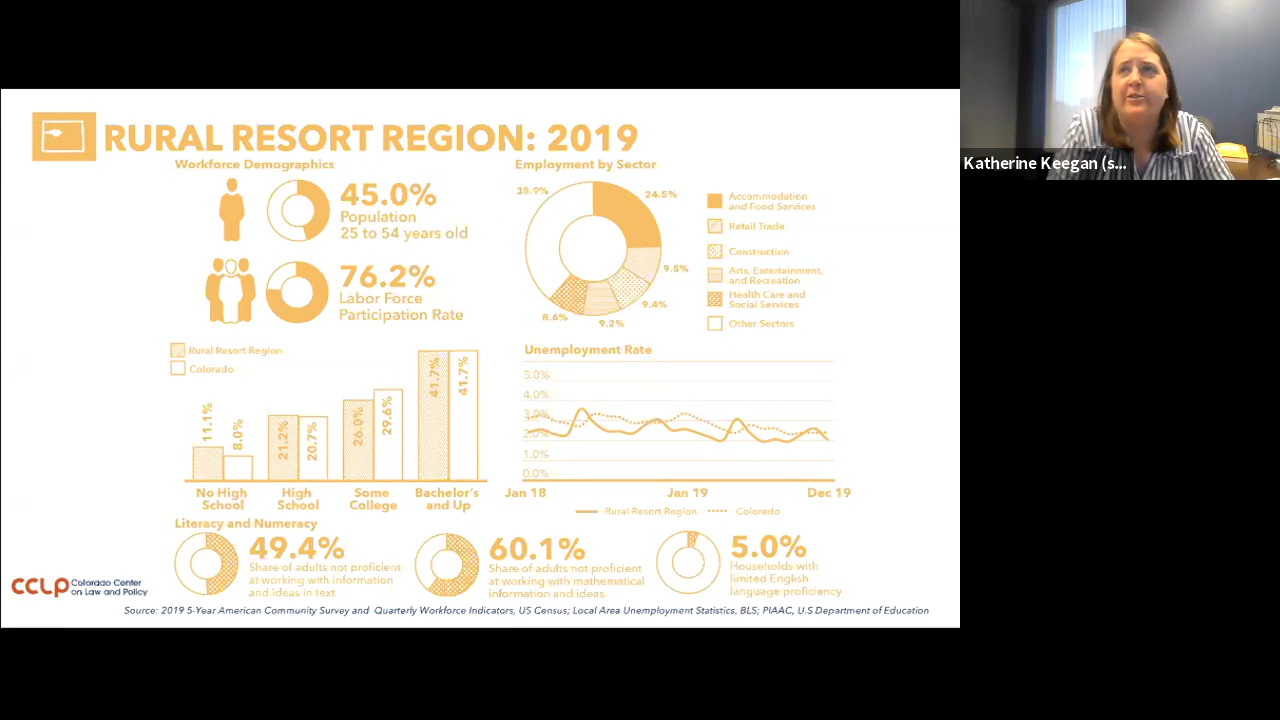 RURAL RESORT REGION: 2019
Workforce Demographics
45.0%
Population
25 to 54 years old
76.2%
Labor Force
Participation Rate
Employment by Sector
24.5%
9.5%
9.4%
9.2%
8.6%
38.9%
Accommodation
and Food Services
Retail Trade
Construction
Arts, Entertainment,
and Recreation
Health Care and
Social Services
Other Sectors
Rural Resort Region
Colorado
11.1%
8.0%
21.2%
20.7%
26.0%
29.6%
41.7%
41.7%
No High
School
High
School
Some
College
Bachelor's
and Up
Unemployment Rate
5.0%
4.0%
3.0%
2.0%
1.0%
0.0%
Jan 18
Jan 19
Dec 19
Rural Resort Region
Colorado
Literacy and Numeracy
49.4%
Share of adults not proficient
at working with information
and ideas in text
60.1%
Share of adults not proficient
at working with mathematical
information and ideas
5.0%
Households with
limited English
language proficiency
CCLP Colorado Center
on Law and Policy
Source: 2019 5-Year American Community Survey and Quarterly Workforce Indicators, US Census; Local Area Unemployment Statistics, BLS; PIAAC, U.S Department of Education
Katherine Keegan (s...